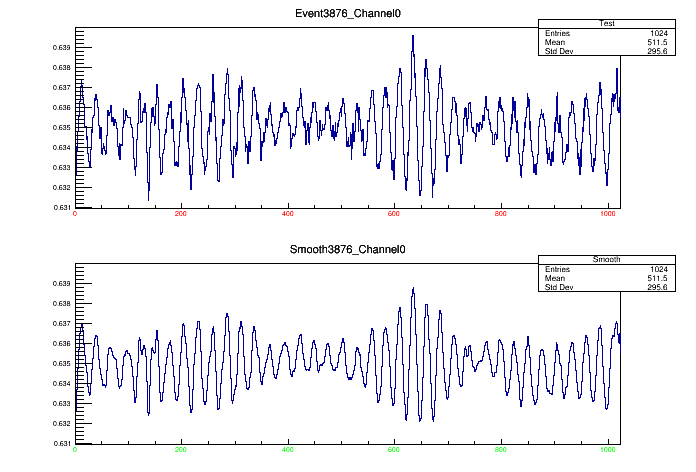 Event3876_Channel0
Test
Entries 1024
Mean 511.5
Std Dev 295.6
0.639
0.638
0.637
0.636
0.635
0.634
0.633
0.632
0.631
0 200 400 600 800 1000
Smooth3876_Channel0
Smooth
Entries 1024
Mean 511.5
Std Dev 295.6
0.639
0.638
0.637
0.636
0.635
0.634
0.633
0.632
0.631
0 200 400 600 800 1000